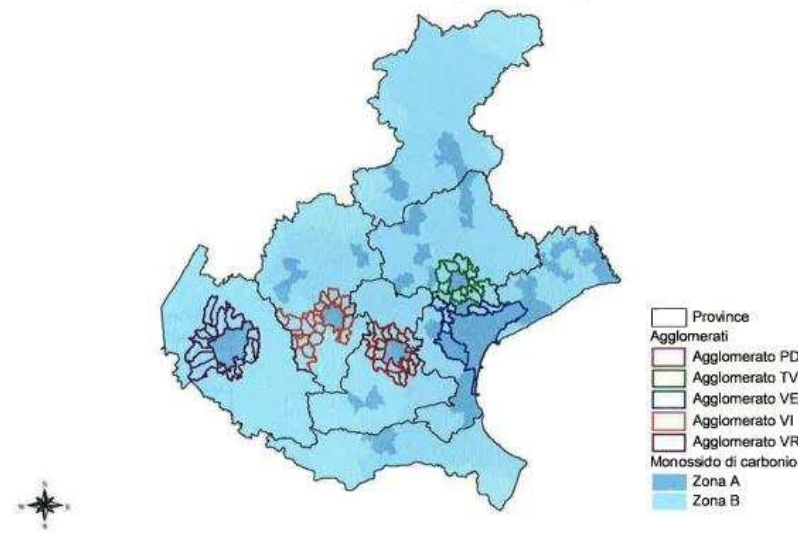 Province
Agglomerati
Agglomerato PD
Agglomerato TV
Agglomerato VE
Agglomerato VI
Agglomerato VR
Monossido di carbonio
Zona A
Zona B